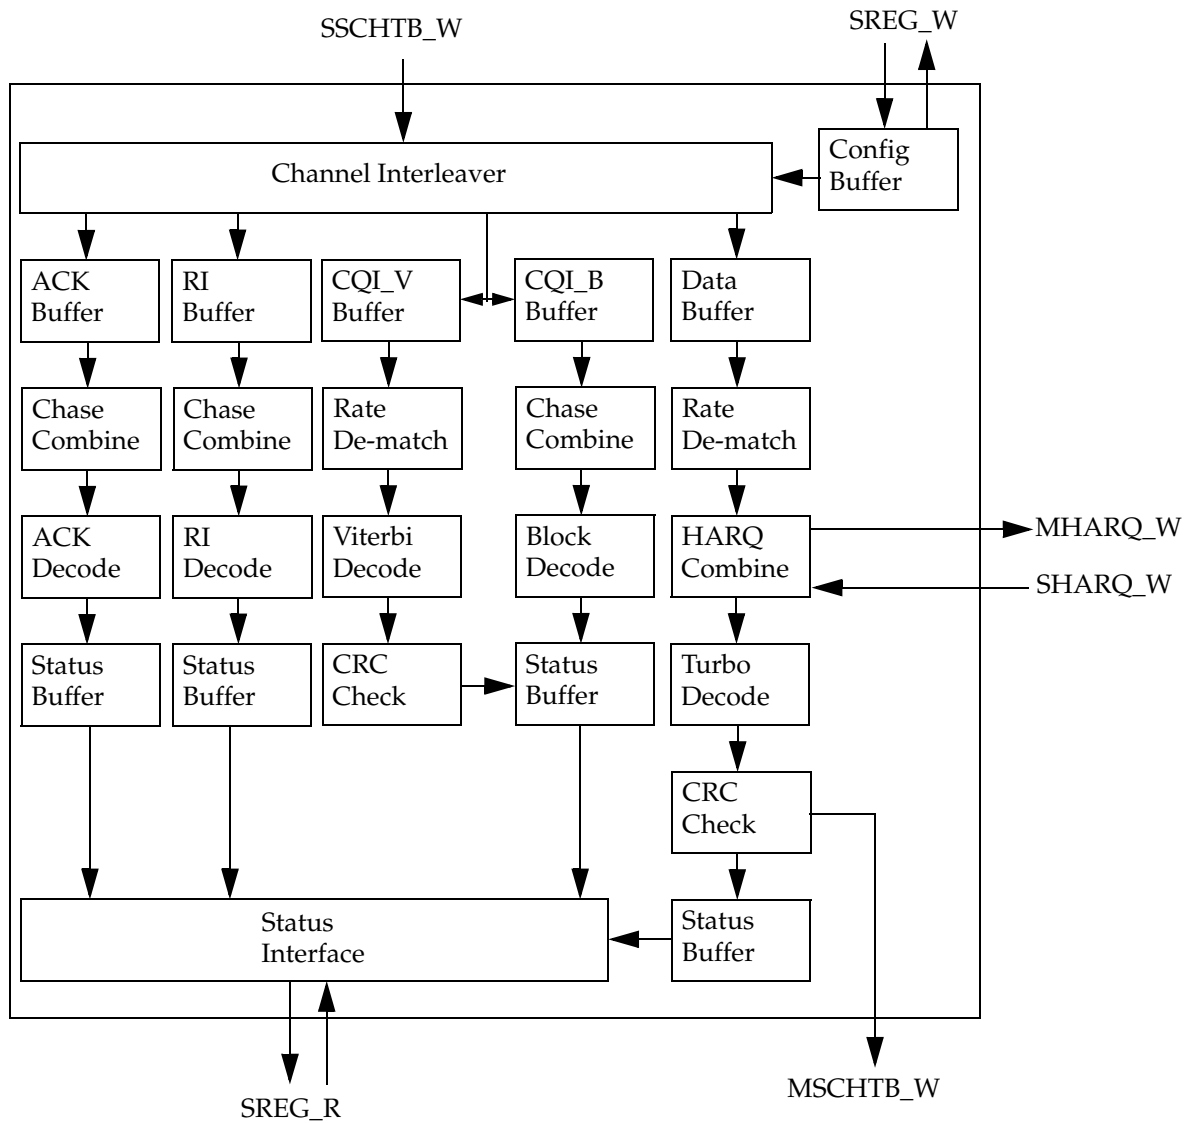 SSCHTB_W
SREG_W
Channel Interleaver
Config
Buffer
ACK
Buffer
RI
Buffer
CQI_V
Buffer
CQI_B
Buffer
Data
Buffer
Chase
Combine
Chase
Combine
Rate
De-match
Chase
Combine
Rate
De-match
ACK
Decode
RI
Decode
Viterbi
Decode
Block
Decode
HARQ
Combine
MHARQ_W
SHARQ_W
Status
Buffer
Status
Buffer
CRC
Check
Status
Buffer
Turbo
Decode
CRC
Check
Status
Interface
Status
Buffer
SREG_R
MSCHTB_W